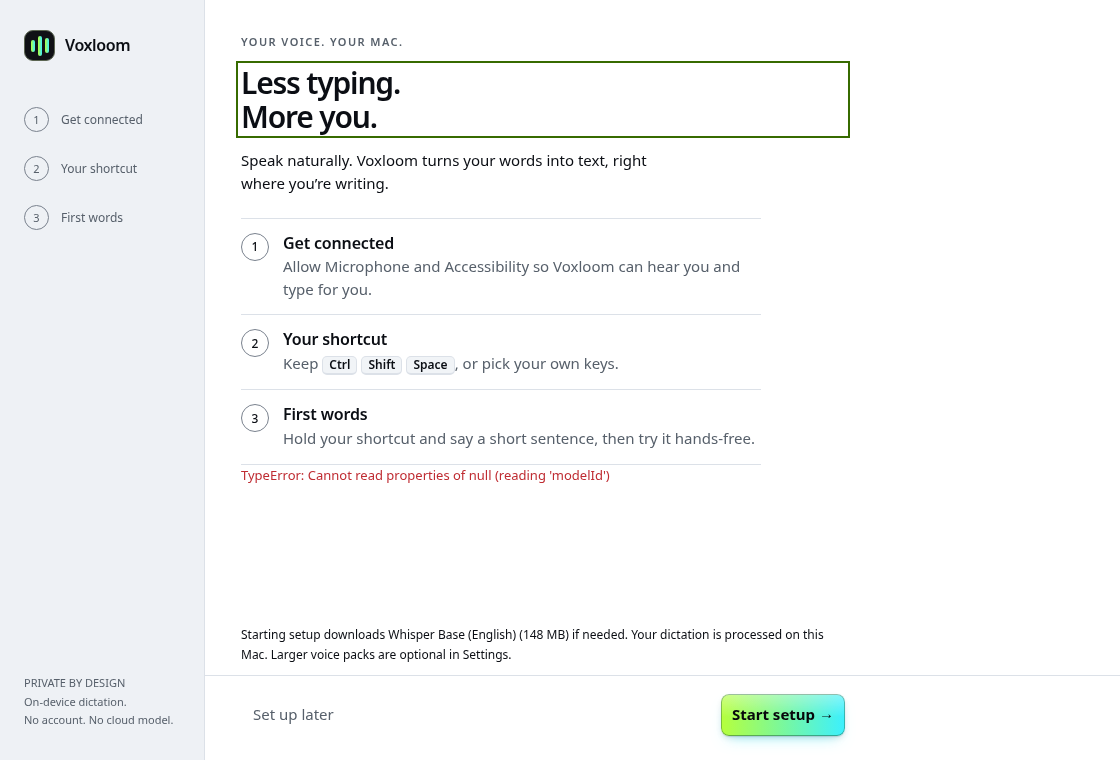 Voxloom
1 Get connected
2 Your shortcut
3 First words
PRIVATE BY DESIGN
On-device dictation.
No account. No cloud model.
YOUR VOICE. YOUR MAC.
Less typing.
More you.
Speak naturally. Voxloom turns your words into text, right
where you’re writing.
1 Get connected
Allow Microphone and Accessibility so Voxloom can hear you and
type for you.
2 Your shortcut
Keep Ctrl Shift Space, or pick your own keys.
3 First words
Hold your shortcut and say a short sentence, then try it hands-free.
TypeError: Cannot read properties of null (reading 'modelId')
Starting setup downloads Whisper Base (English) (148 MB) if needed. Your dictation is processed on this
Mac. Larger voice packs are optional in Settings.
Set up later
Start setup →